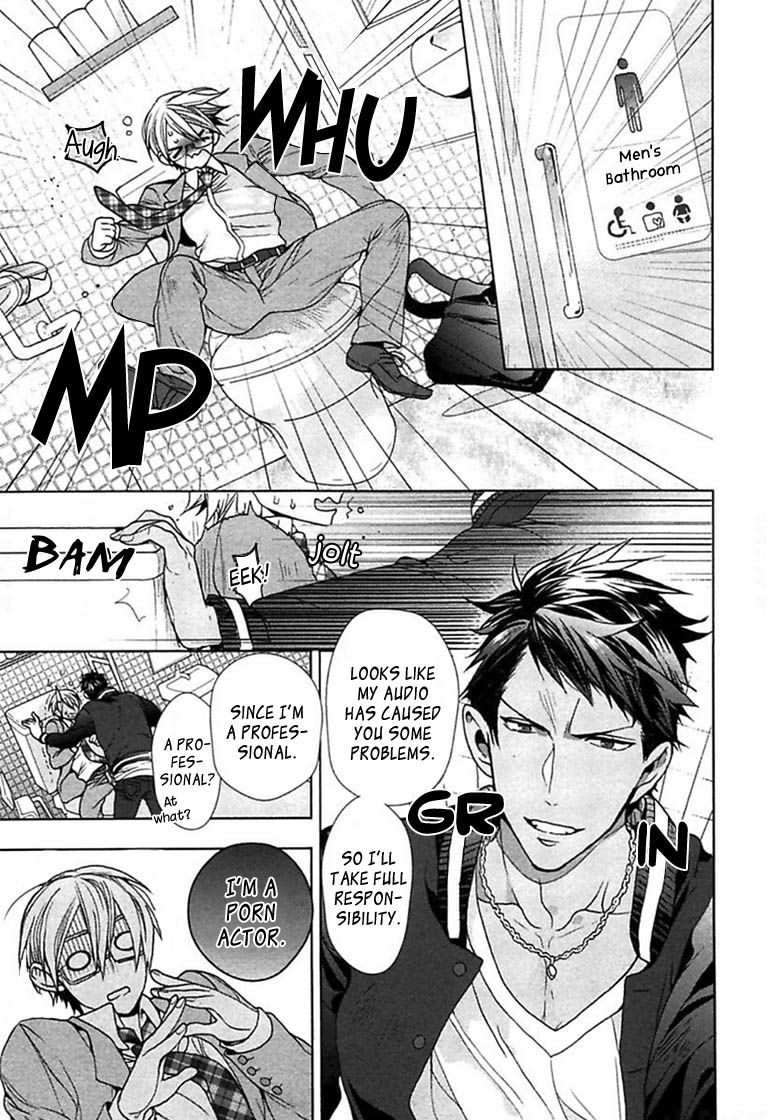 Men's
Bathroom
WHU
MP
Augh...
BAM
EEK!
jolt
LOOKS LIKE
MY AUDIO
HAS CAUSED
YOU SOME
PROBLEMS.
SO I'LL
TAKE FULL
RESPON-
SIBILITY.
GR
IN
SINCE I'M
A PROFES-
SIONAL.
A PRO-
FES-
SIONAL?
At
what?
I'M A
PORN
ACTOR.